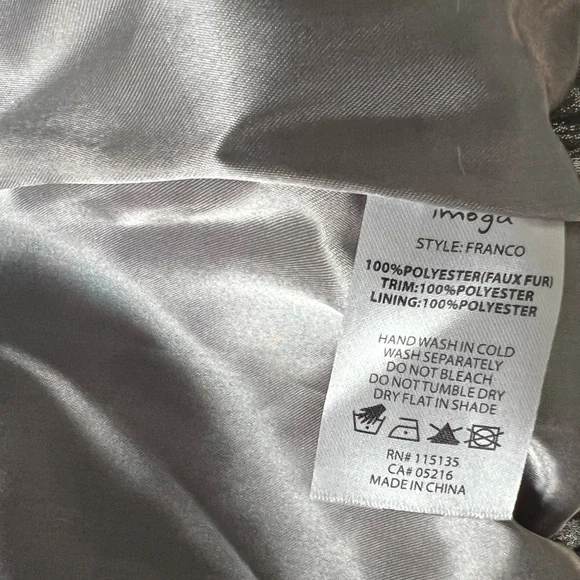 imoga
STYLE: FRANCO
100%POLYESTER(FAUX FUR)
TRIM:100%POLYESTER
LINING:100%POLYESTER
HAND WASH IN COLD
WASH SEPARATELY
DO NOT BLEACH
DO NOT TUMBLE DRY
DRY FLAT IN SHADE
RN# 115135
CA# 05216
MADE IN CHINA